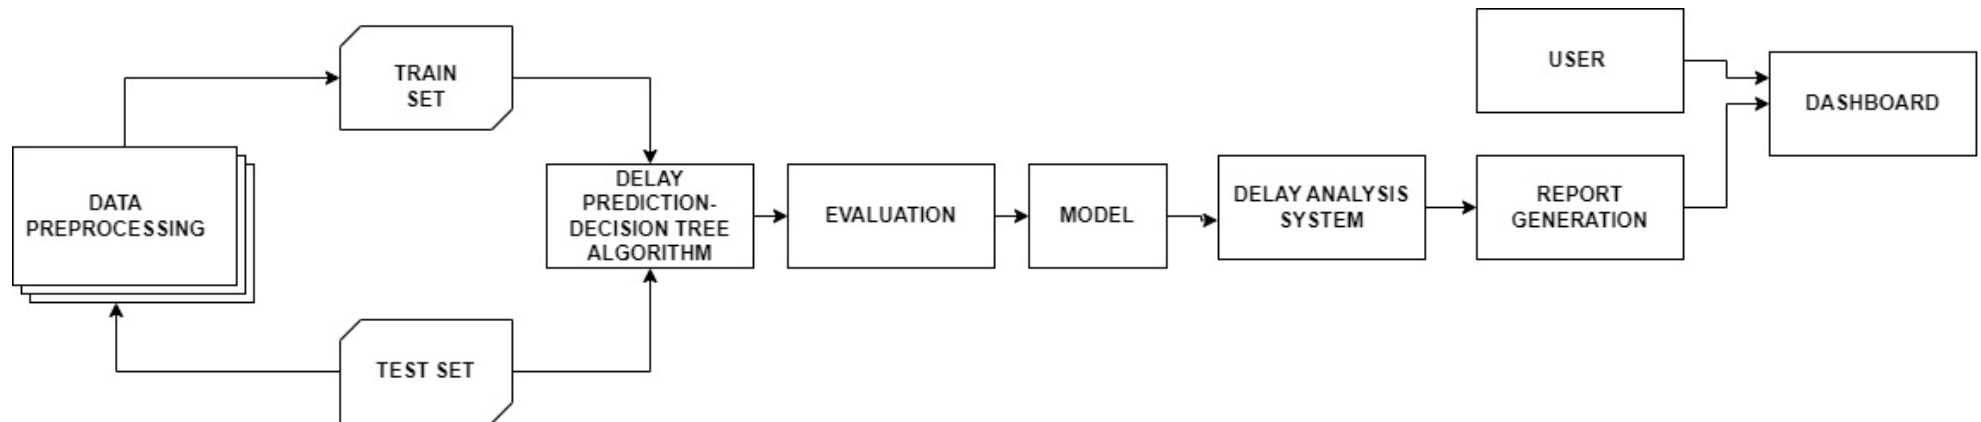 TRAIN
SET
DATA
PREPROCESSING
TEST SET
DELAY
PREDICTION-
DECISION TREE
ALGORITHM
EVALUATION
MODEL
DELAY ANALYSIS
SYSTEM
REPORT
GENERATION
USER
DASHBOARD